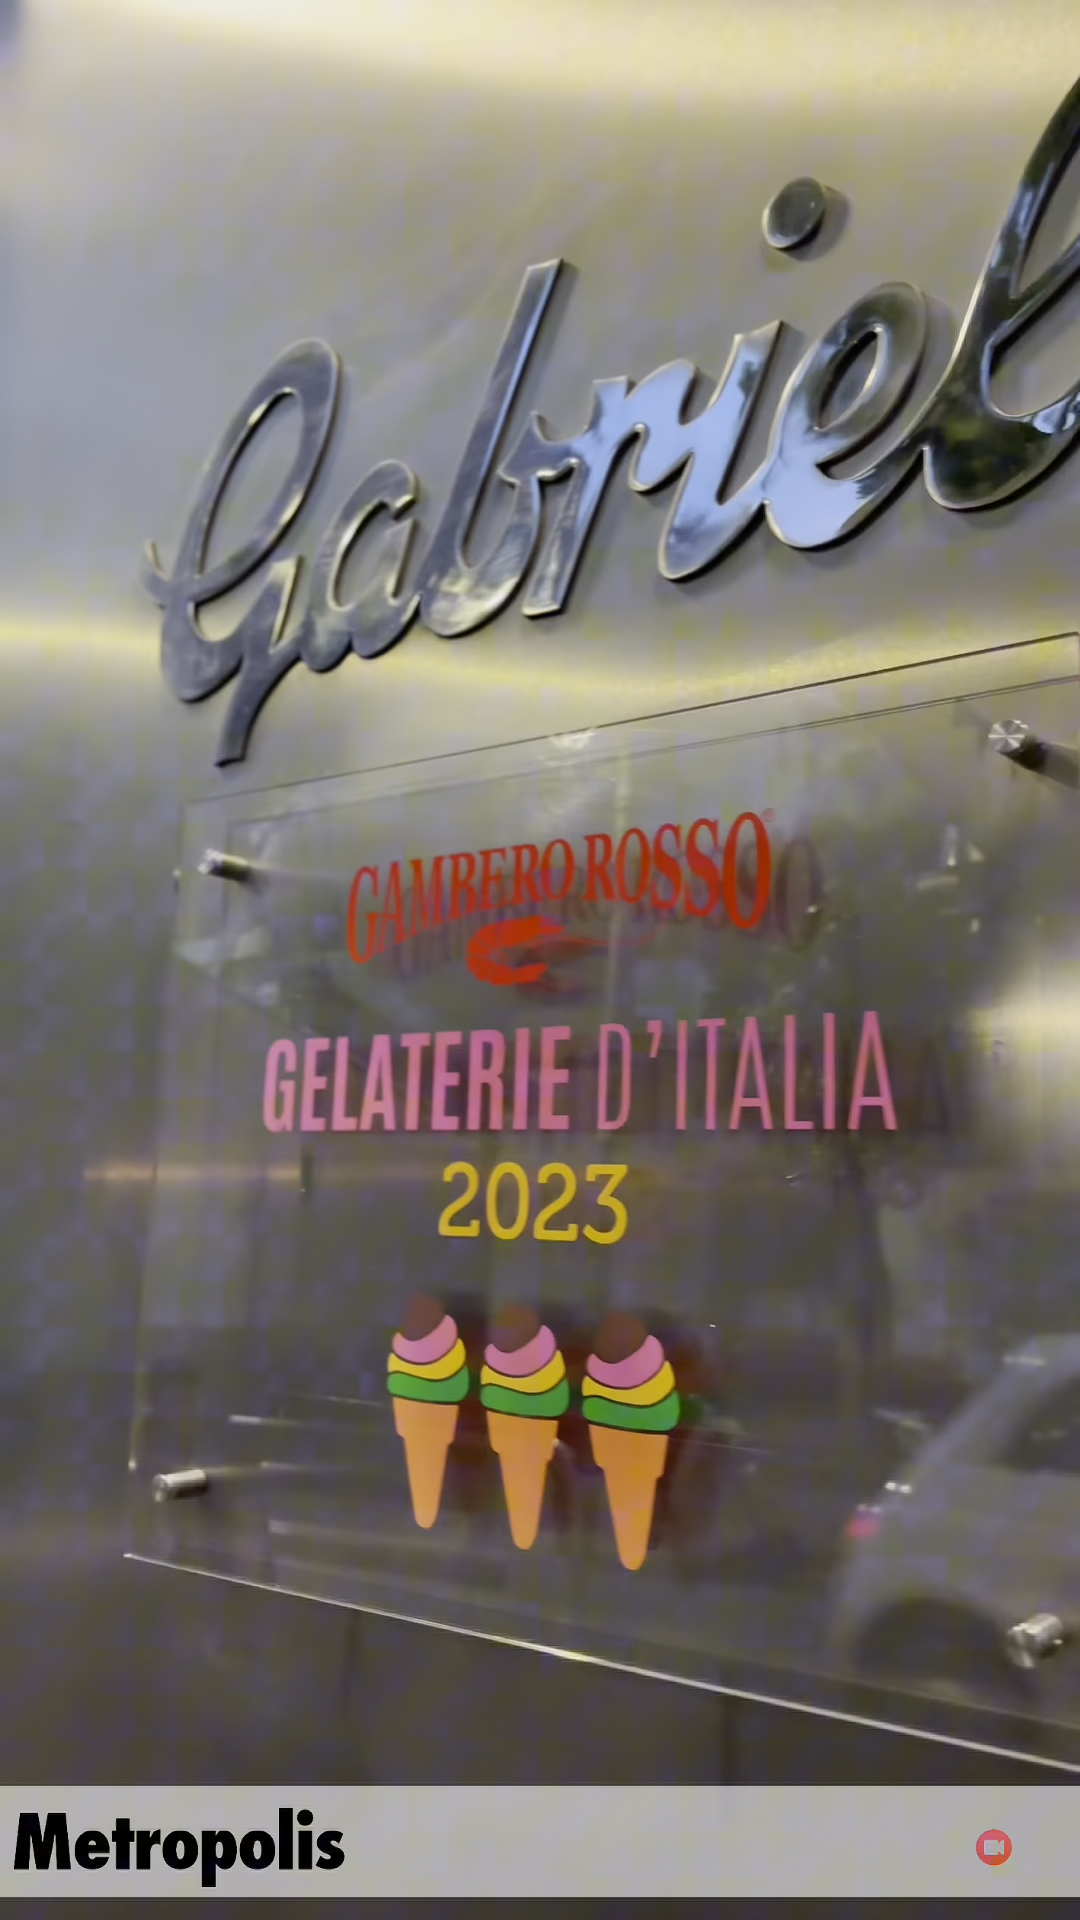 Gabriel
GAMBERO ROSSO®
GELATERIE D'ITALIA
2023
Metropolis